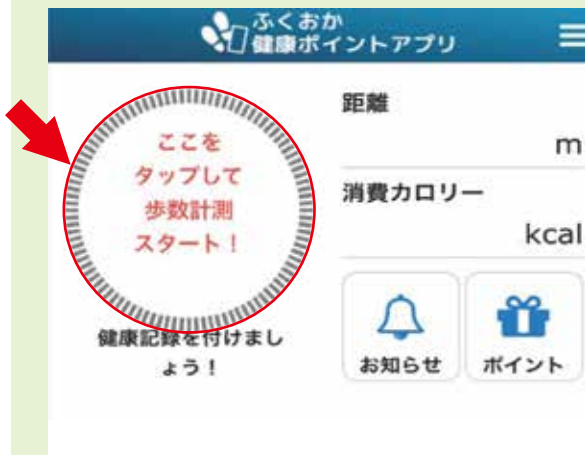 ふくおか
健康ポイントアプリ
ここを
タップして
歩数計測
スタート！
健康記録を付けまし
ょう！
距離
m
消費カロリー
kcal
お知らせ
ポイント